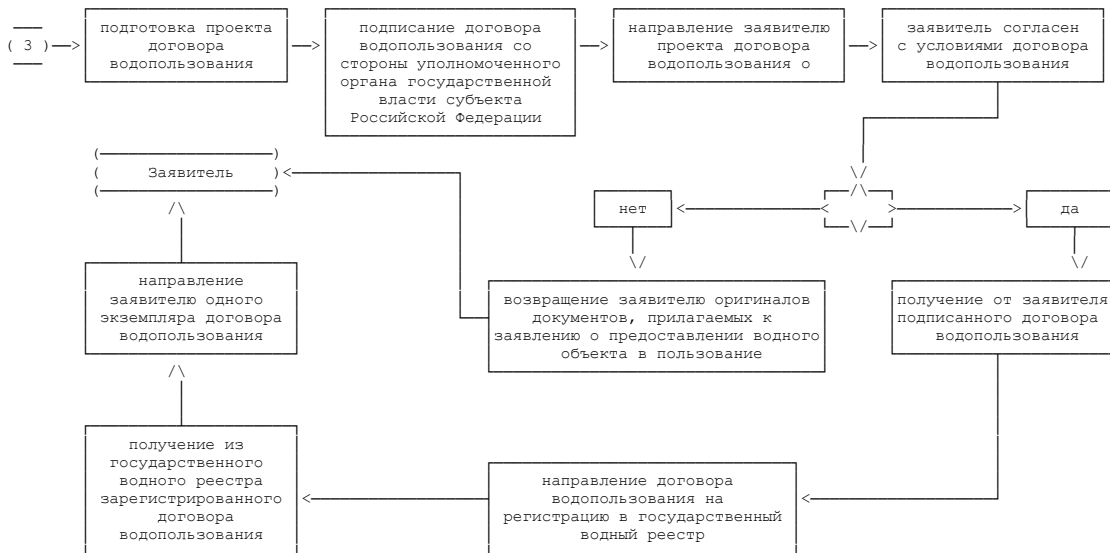 ( 3 )
подготовка проекта
договора
водопользования
подписание договора
водопользования со
стороны уполномоченного
органа государственной
власти субъекта
Российской Федерации
направление заявителю
проекта договора
водопользования о
заявитель согласен
с условиями договора
водопользования
Заявитель
нет
да
направление
заявителю одного
экземпляра договора
водопользования
возвращение заявителю оригиналов
документов, прилагаемых к
заявлению о предоставлении водного
объекта в пользование
получение от заявителя
подписанного договора
водопользования
получение из
государственного
водного реестра
зарегистрированного
договора
водопользования
направление договора
водопользования на
регистрацию в государственный
водный реестр